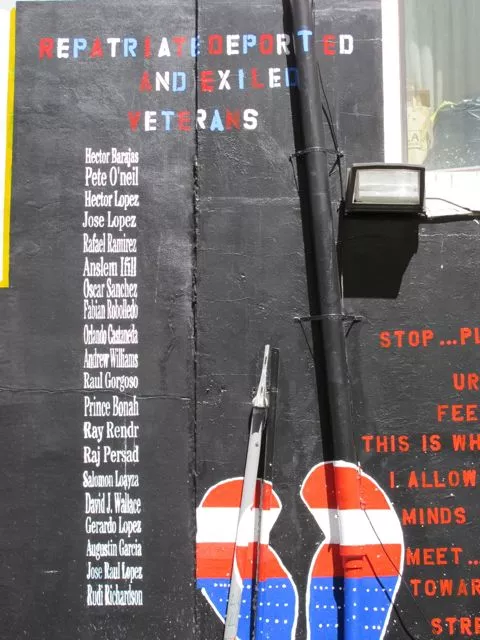 REPATRIATE DEPORTED
AND EXILED
VETERANS
Hector Barajas
Pete O'neil
Hector Lopez
Jose Lopez
Rafael Ramirez
Anslem Ifill
Oscar Sanchez
Fabian Robolledo
Orlando Castaneda
Andrew Williams
Raul Gorgoso
Prince Bonah
Ray Rendr
Raj Persad
Salomon Loayza
David J. Wallace
Gerardo Lopez
Augustin Garcia
Jose Raul Lopez
Rudi Richardson
STOP...PL
UR
FEE
THIS IS WH
I ALLOW
MINDS
MEET...
TOWAR
STRE